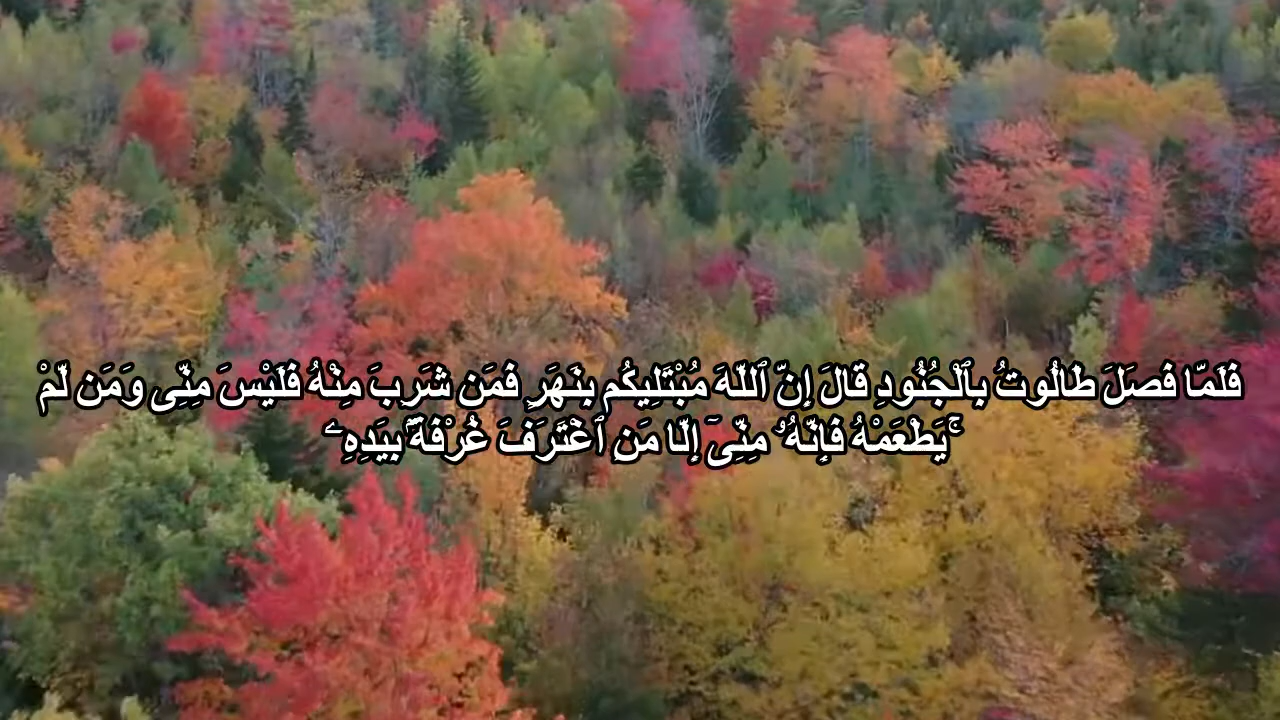 فَلَمَّا فَصَلَ طَالُوتُ بِٱلْجُنُودِ قَالَ إِنَّ ٱللَّهَ مُبْتَلِيكُم بِنَهَرٍ فَمَن شَرِبَ مِنْهُ فَلَيْسَ مِنِّى وَمَن لَّمْ
يَطْعَمْهُ فَإِنَّهُۥ مِنِّىٓ إِلَّا مَنِ ٱغْتَرَفَ غُرْفَةًۢ بِيَدِهِۦ ۚ